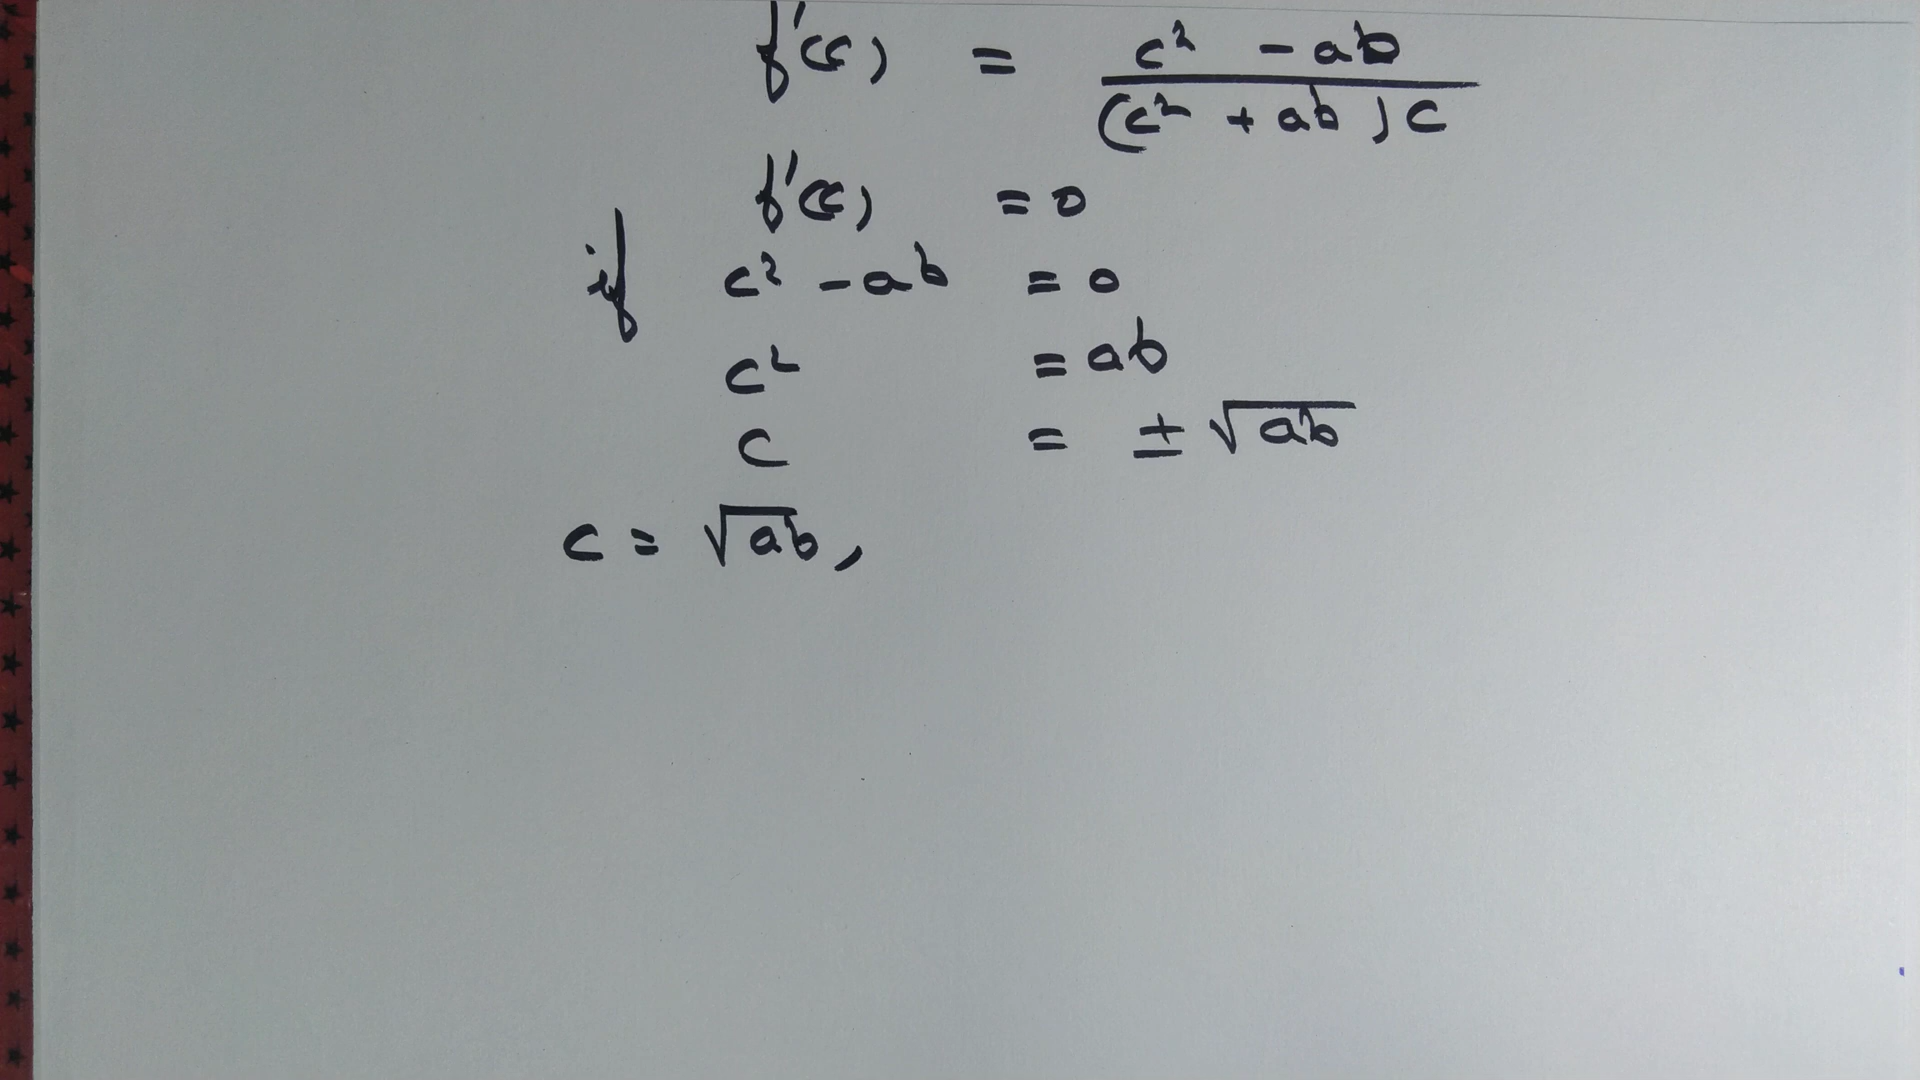 f'(c) = c² - ab / (c² + ab)c
f'(c) = 0
if c² - ab = 0
c² = ab
c = ± √ab
c = √ab,